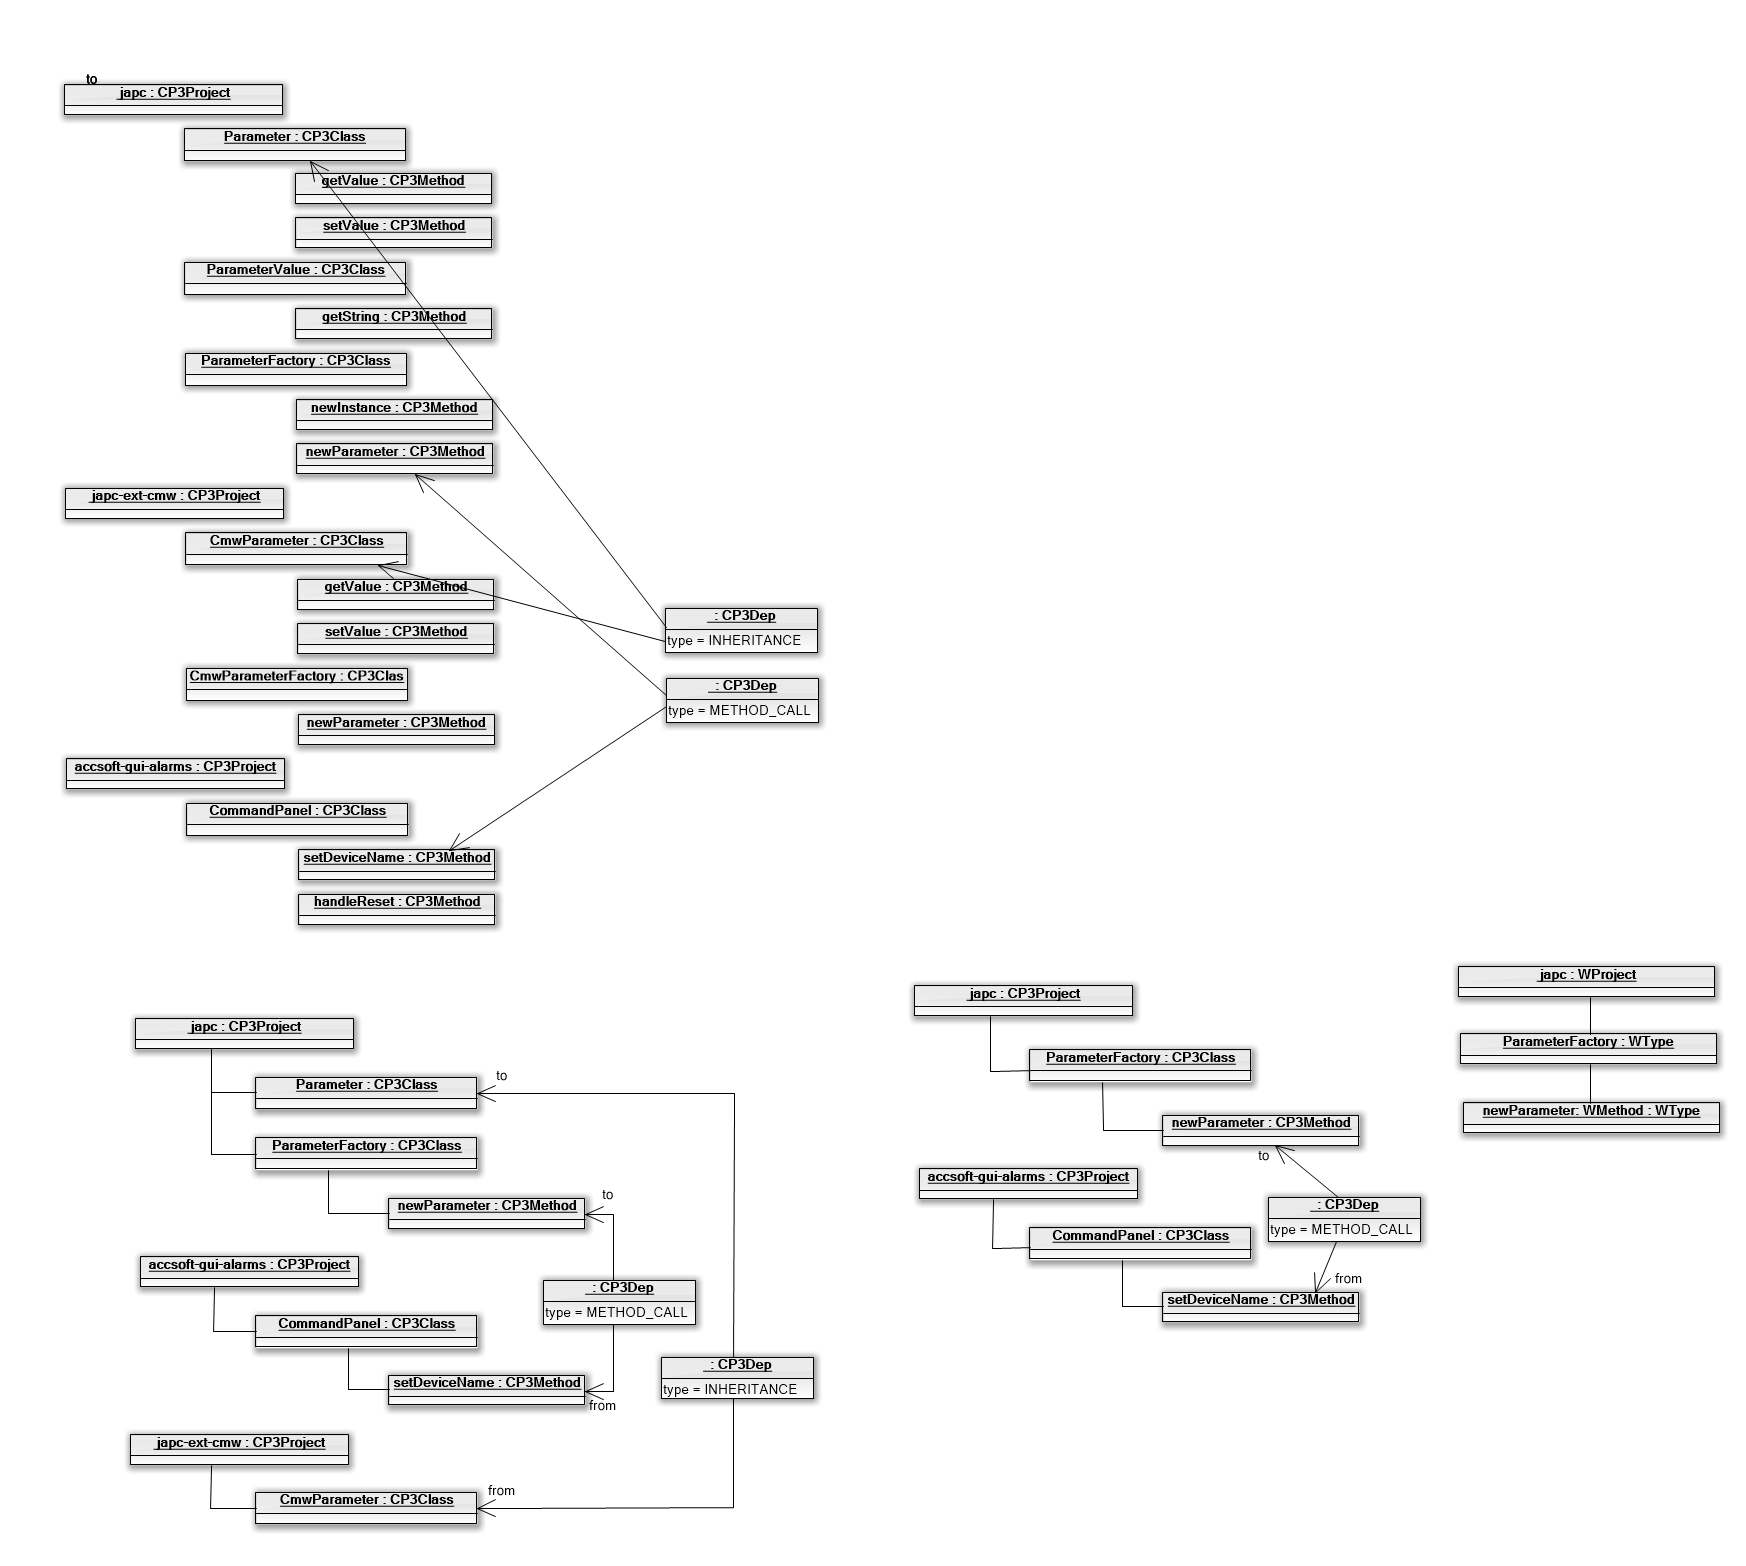 to
japc : CP3Project
Parameter : CP3Class
getValue : CP3Method
setValue : CP3Method
ParameterValue : CP3Class
getString : CP3Method
ParameterFactory : CP3Class
newInstance : CP3Method
newParameter : CP3Method
japc-ext-cmw : CP3Project
CmwParameter : CP3Class
getValue : CP3Method
setValue : CP3Method
CmwParameterFactory : CP3Clas
newParameter : CP3Method
accsoft-gui-alarms : CP3Project
CommandPanel : CP3Class
setDeviceName : CP3Method
handleReset : CP3Method
: CP3Dep
type = INHERITANCE
: CP3Dep
type = METHOD_CALL
japc : CP3Project
Parameter : CP3Class
to
ParameterFactory : CP3Class
newParameter : CP3Method
to
accsoft-gui-alarms : CP3Project
: CP3Dep
type = METHOD_CALL
CommandPanel : CP3Class
setDeviceName : CP3Method
from
: CP3Dep
type = INHERITANCE
japc-ext-cmw : CP3Project
CmwParameter : CP3Class
from
japc : CP3Project
ParameterFactory : CP3Class
newParameter : CP3Method
to
accsoft-gui-alarms : CP3Project
: CP3Dep
type = METHOD_CALL
CommandPanel : CP3Class
from
setDeviceName : CP3Method
japc : WProject
ParameterFactory : WType
newParameter: WMethod : WType